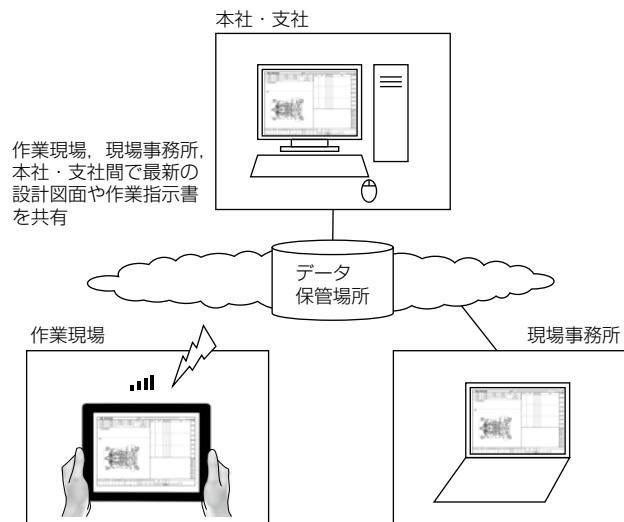 本社・支社
作業現場，現場事務所，
本社・支社間で最新の
設計図面や作業指示書
を共有
データ
保管場所
作業現場
現場事務所